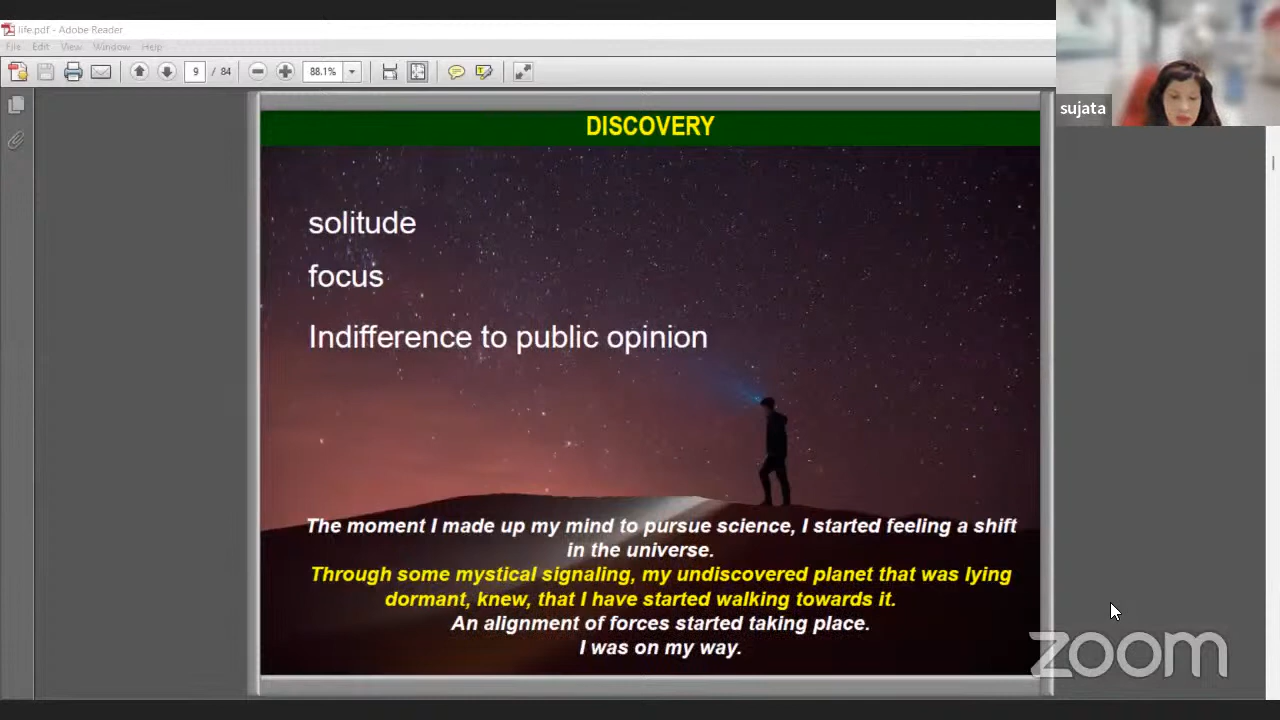 life.pdf - Adobe Reader
File Edit View Window Help
9 / 84 88.1%
sujata
DISCOVERY
solitude
focus
Indifference to public opinion
The moment I made up my mind to pursue science, I started feeling a shift
in the universe.
Through some mystical signaling, my undiscovered planet that was lying
dormant, knew, that I have started walking towards it.
An alignment of forces started taking place.
I was on my way.
zoom